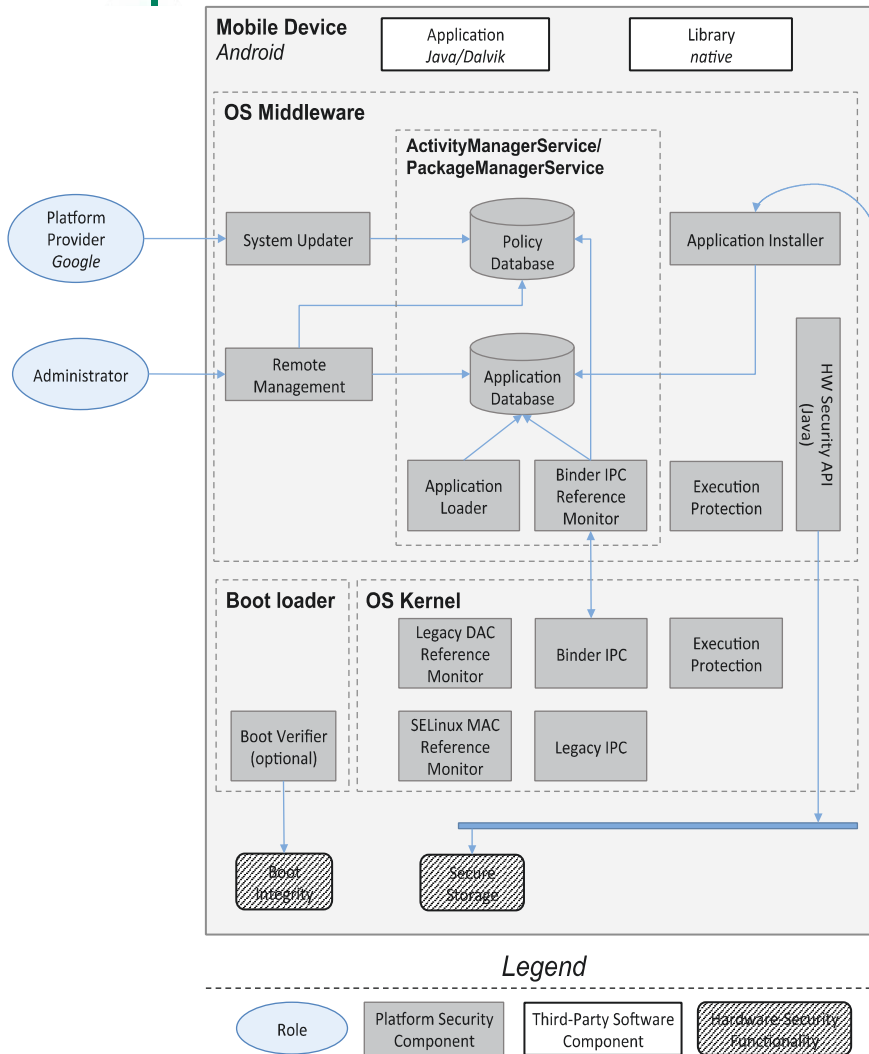 Mobile Device
Android
Application
Java/Dalvik
Library
native
OS Middleware
ActivityManagerService/
PackageManagerService
Platform
Provider
Google
System Updater
Policy
Database
Application Installer
Administrator
Remote
Management
Application
Database
HW Security API
(Java)
Application
Loader
Binder IPC
Reference
Monitor
Execution
Protection
Boot loader
OS Kernel
Legacy DAC
Reference
Monitor
Binder IPC
Execution
Protection
Boot Verifier
(optional)
SELinux MAC
Reference
Monitor
Legacy IPC
Boot
Integrity
Secure
Storage
Legend
Role
Platform Security
Component
Third-Party Software
Component
Hardware-Security
Functionality